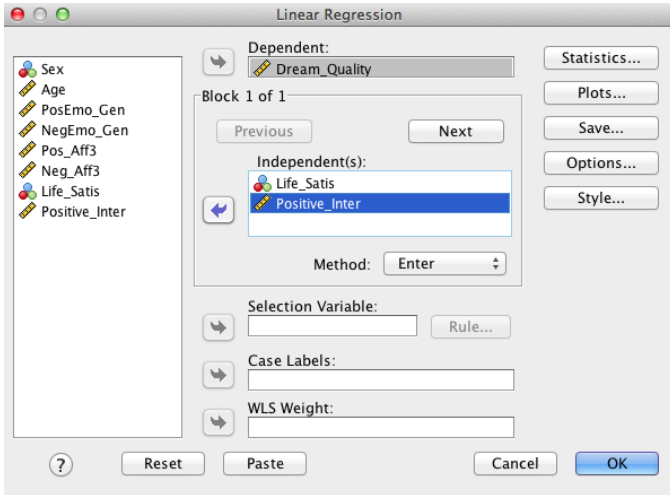 Linear Regression
Sex
Age
PosEmo_Gen
NegEmo_Gen
Pos_Aff3
Neg_Aff3
Life_Satis
Positive_Inter
Dependent:
Dream_Quality
Block 1 of 1
Previous
Next
Independent(s):
Life_Satis
Positive_Inter
Method: Enter
Selection Variable:
Rule...
Case Labels:
WLS Weight:
Statistics...
Plots...
Save...
Options...
Style...
?
Reset
Paste
Cancel
OK